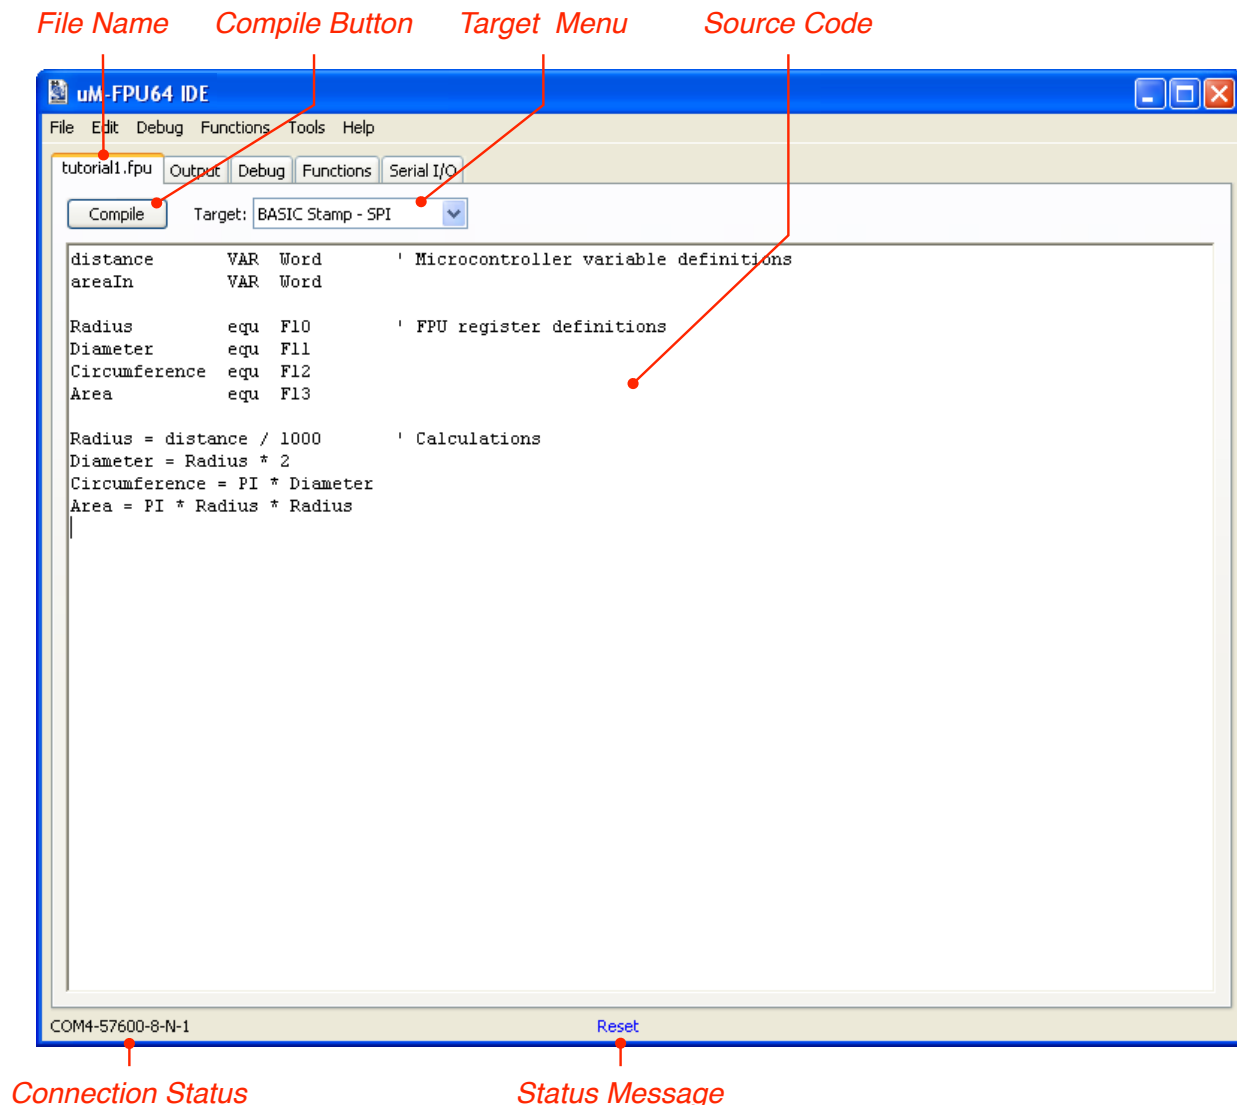 File Name Compile Button Target Menu Source Code
uM-FPU64 IDE
File Edit Debug Functions Tools Help
tutorial1.fpu Output Debug Functions Serial I/O
Compile Target: BASIC Stamp - SPI
distance VAR Word ' Microcontroller variable definitions
areaIn VAR Word
Radius equ F10 ' FPU register definitions
Diameter equ F11
Circumference equ F12
Area equ F13
Radius = distance / 1000 ' Calculations
Diameter = Radius * 2
Circumference = PI * Diameter
Area = PI * Radius * Radius
COM4-57600-8-N-1 Reset
Connection Status Status Message